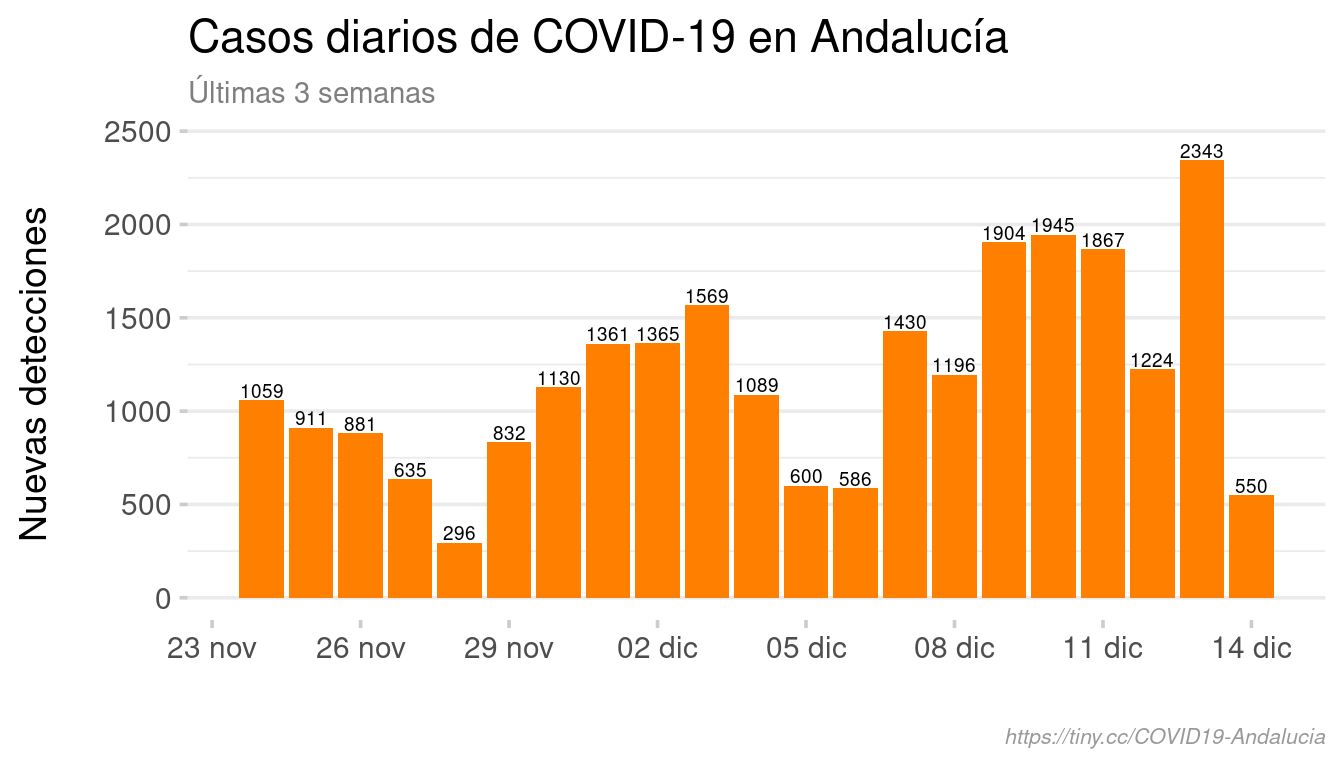 Casos diarios de COVID-19 en Andalucía
Últimas 3 semanas
Nuevas detecciones
2500
2000
1500
1000
500
0
1059
911
881
635
296
832
1130
1361
1365
1569
1089
600
586
1430
1196
1904
1945
1867
1224
2343
550
23 nov
26 nov
29 nov
02 dic
05 dic
08 dic
11 dic
14 dic
https://tiny.cc/COVID19-Andalucia